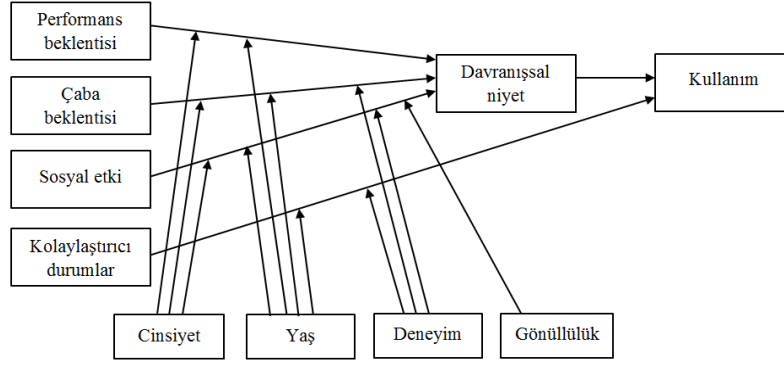 Performans
beklentisi
Çaba
beklentisi
Sosyal etki
Kolaylaştırıcı
durumlar
Davranışsal
niyet
Kullanım
Cinsiyet
Yaş
Deneyim
Gönüllülük